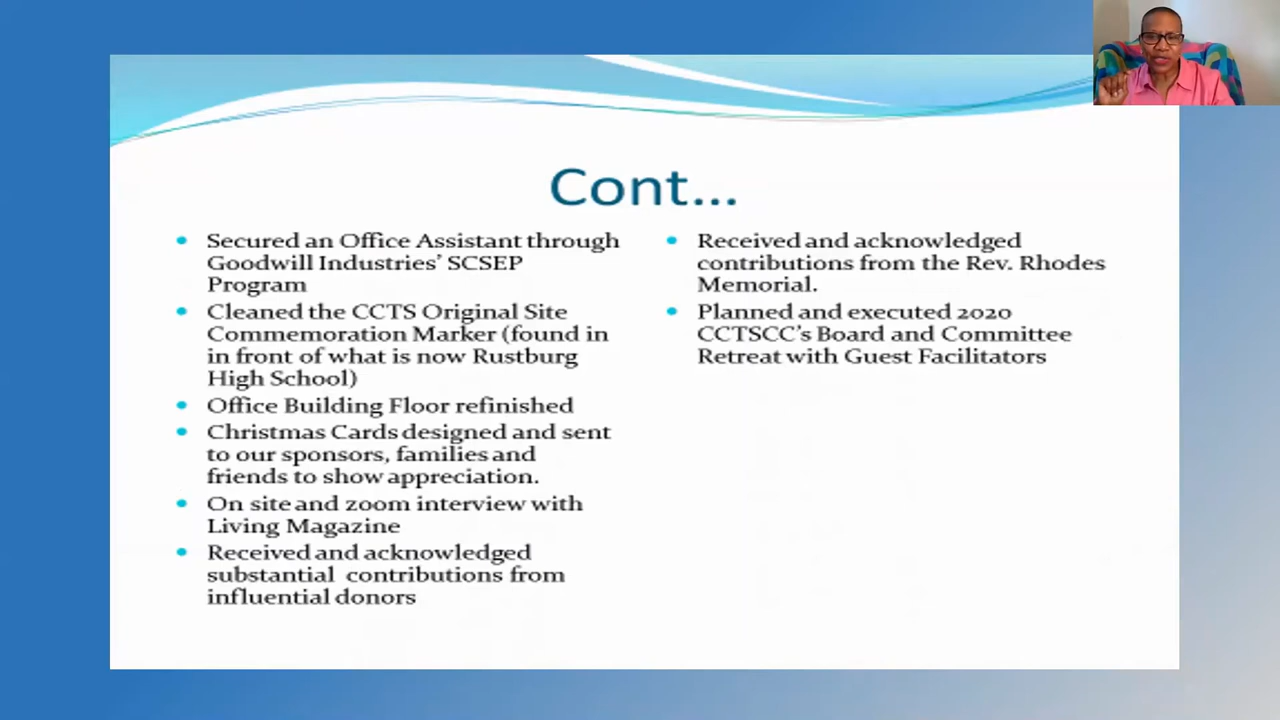 Cont...
Secured an Office Assistant through
Goodwill Industries' SCSEP
Program
Cleaned the CCTS Original Site
Commemoration Marker (found in
in front of what is now Rustburg
High School)
Office Building Floor refinished
Christmas Cards designed and sent
to our sponsors, families and
friends to show appreciation.
On site and zoom interview with
Living Magazine
Received and acknowledged
substantial contributions from
influential donors
Received and acknowledged
contributions from the Rev. Rhodes
Memorial.
Planned and executed 2020
CCTSCC's Board and Committee
Retreat with Guest Facilitators